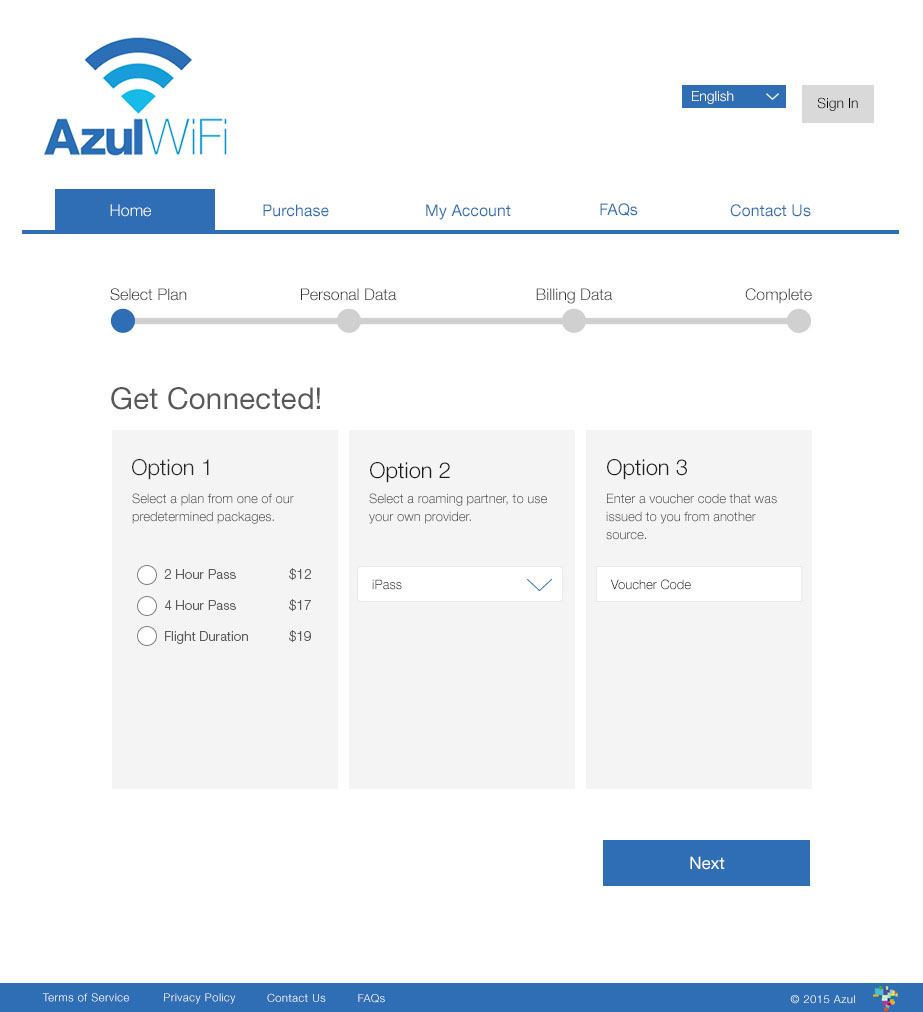 AzulWiFi
English
Sign In
Home
Purchase
My Account
FAQs
Contact Us
Select Plan
Personal Data
Billing Data
Complete
Get Connected!
Option 1
Select a plan from one of our
predetermined packages.
2 Hour Pass $12
4 Hour Pass $17
Flight Duration $19
Option 2
Select a roaming partner, to use
your own provider.
iPass
Option 3
Enter a voucher code that was
issued to you from another
source.
Voucher Code
Next
Terms of Service
Privacy Policy
Contact Us
FAQs
© 2015 Azul